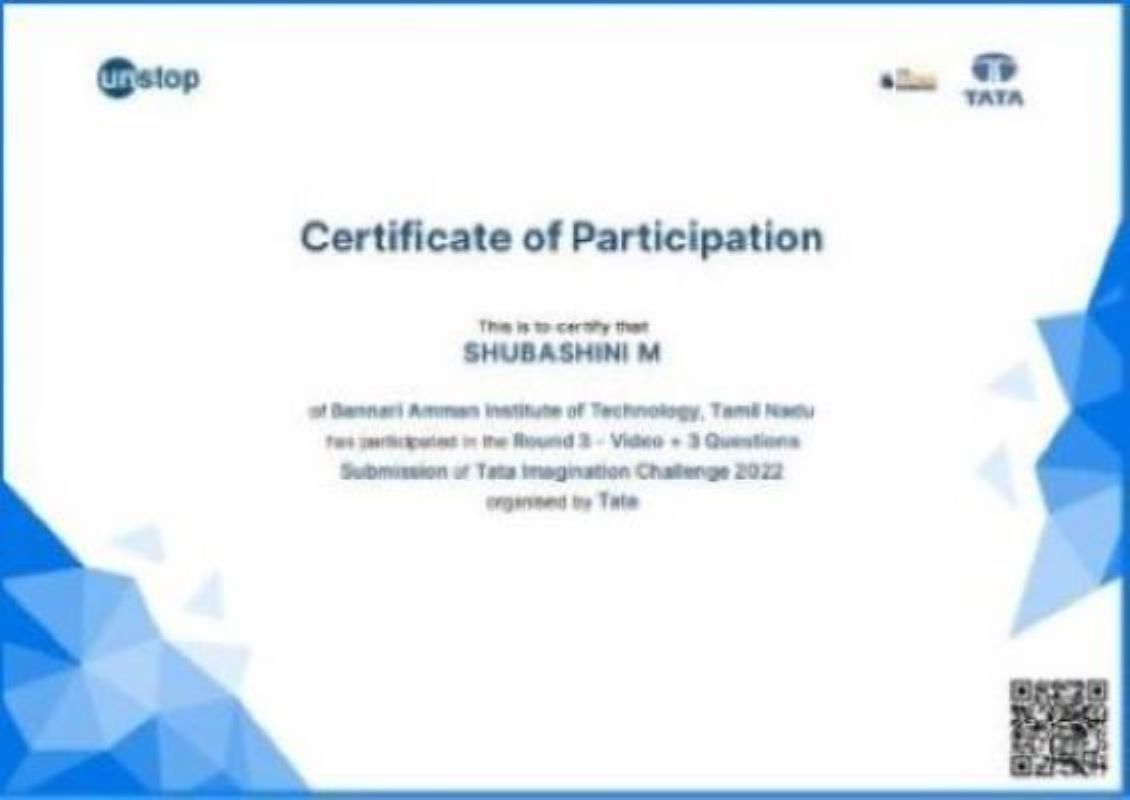 unstop
TATA
Certificate of Participation
This is to certify that
SHUBASHINI M
of Bannari Amman Institute of Technology, Tamil Nadu
has participated in the Round 3 - Video + 3 Questions
Submission of Tata Imagination Challenge 2022
organised by Tata